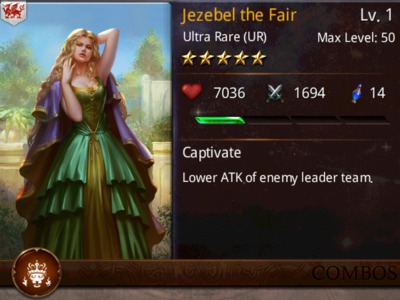 Jezebel the Fair Lv. 1
Ultra Rare (UR) Max Level: 50
7036 1694 14
Captivate
Lower ATK of enemy leader team.
COMBOS